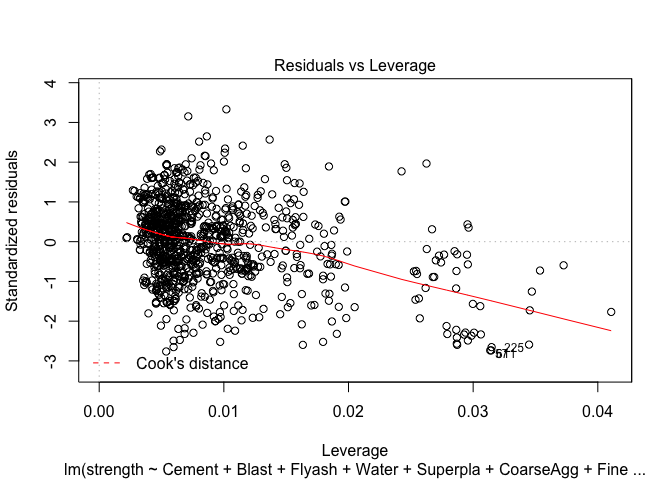 Residuals vs Leverage
Standardized residuals
4
3
2
1
0
-1
-2
-3
225
Cook's distance
0.00 0.01 0.02 0.03 0.04
Leverage
lm(strength ~ Cement + Blast + Flyash + Water + Superpla + CoarseAgg + Fine ...